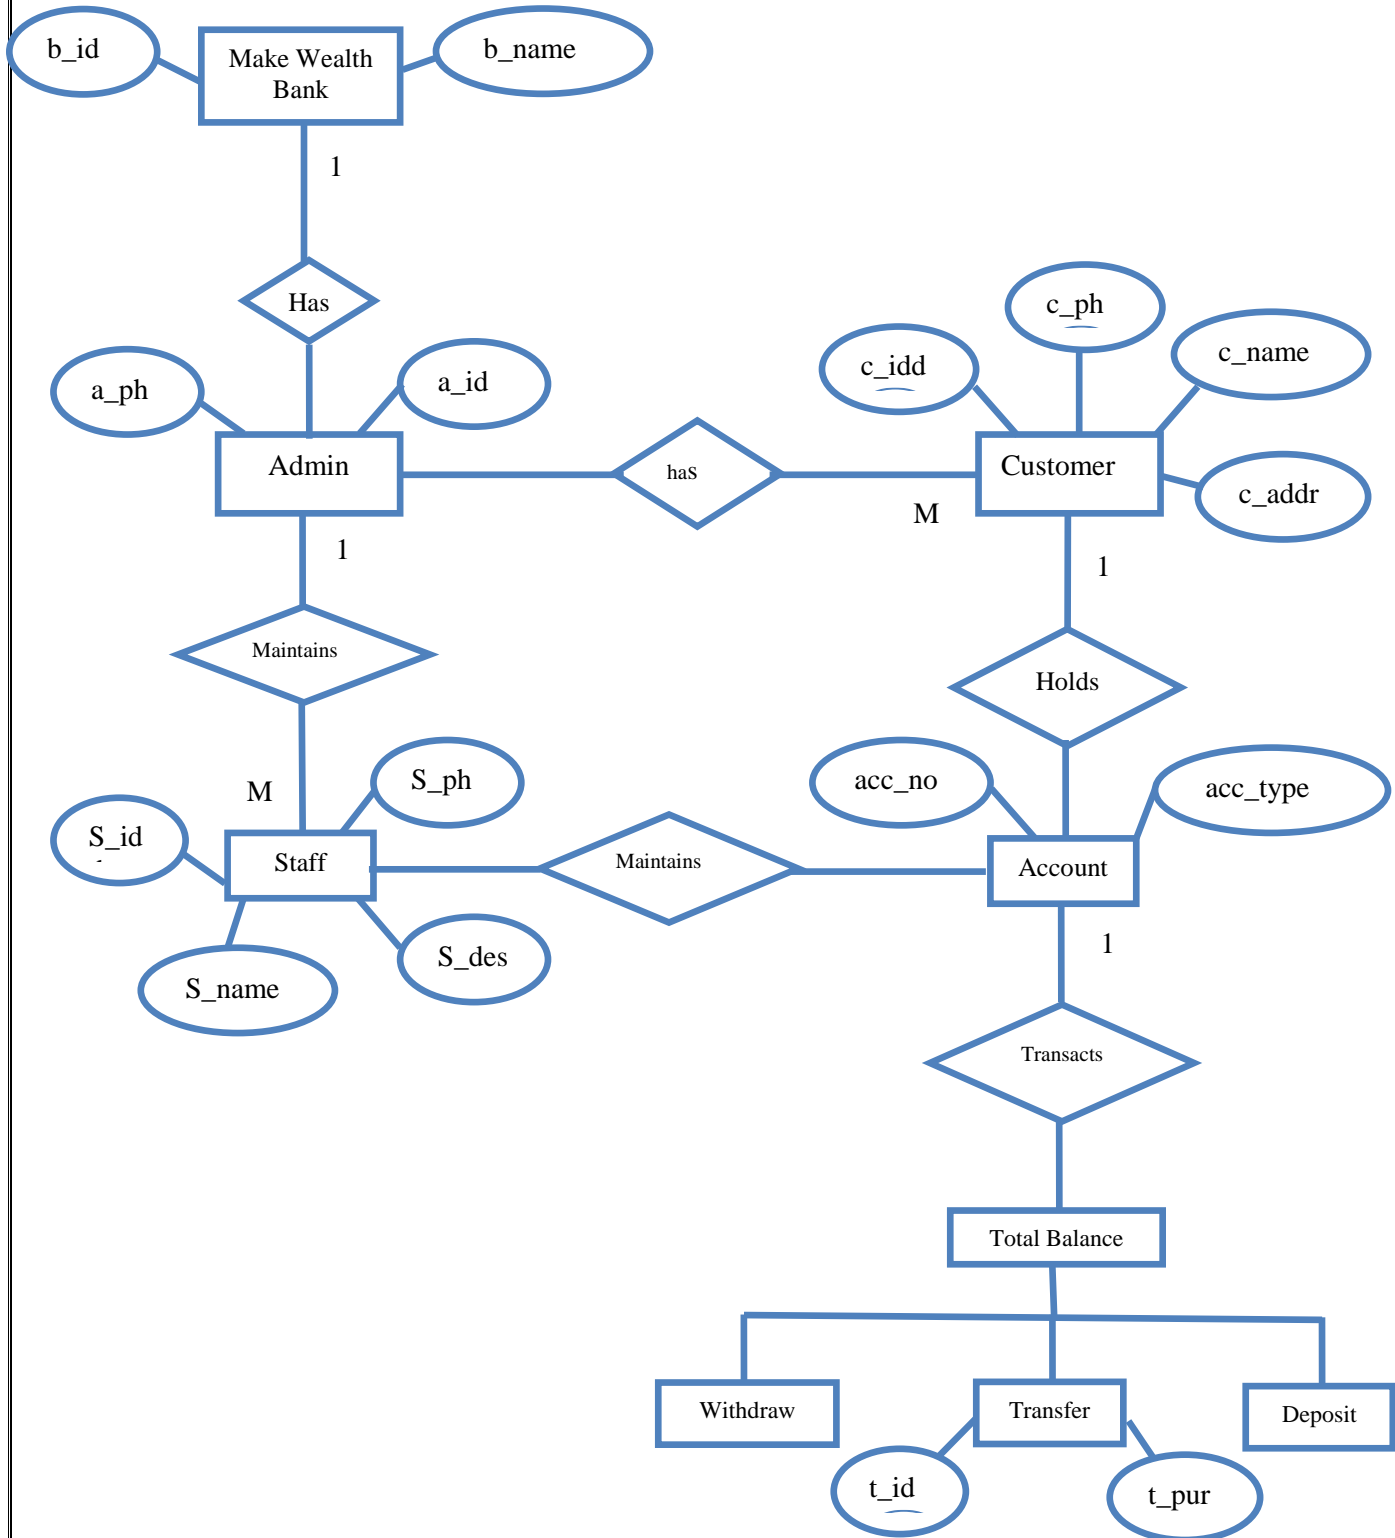 b_id
Make Wealth
Bank
b_name
1
Has
c_ph
c_name
c_idd
a_ph
a_id
Admin
has
Customer
M
c_addr
1
1
Maintains
Holds
S_ph
acc_no
acc_type
M
S_id
Staff
Maintains
Account
S_des
S_name
1
Transacts
Total Balance
Withdraw
Transfer
Deposit
t_id
t_pur